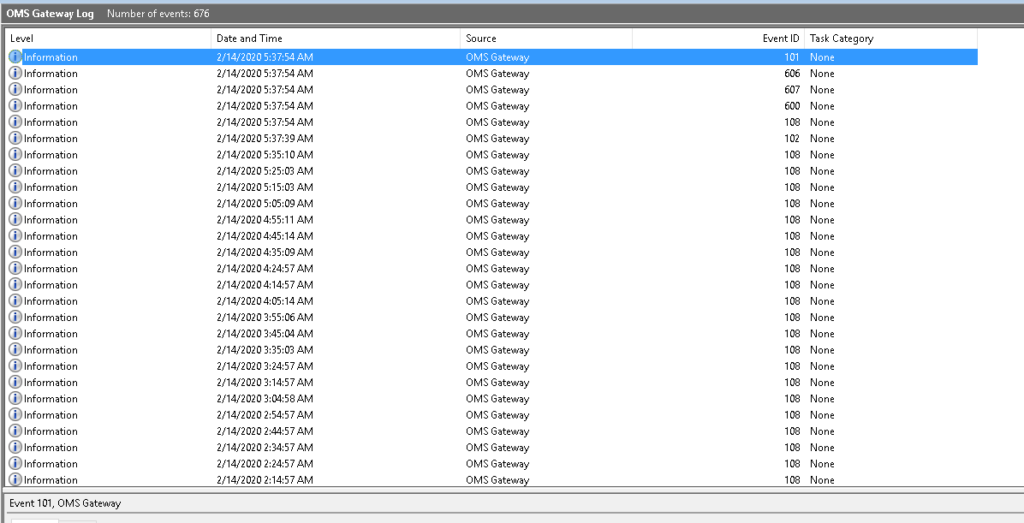 OMS Gateway Log Number of events: 676
Level Date and Time Source Event ID Task Category
Information 2/14/2020 5:37:54 AM OMS Gateway 101 None
Information 2/14/2020 5:37:54 AM OMS Gateway 606 None
Information 2/14/2020 5:37:54 AM OMS Gateway 607 None
Information 2/14/2020 5:37:54 AM OMS Gateway 600 None
Information 2/14/2020 5:37:54 AM OMS Gateway 108 None
Information 2/14/2020 5:37:39 AM OMS Gateway 102 None
Information 2/14/2020 5:35:10 AM OMS Gateway 108 None
Information 2/14/2020 5:25:03 AM OMS Gateway 108 None
Information 2/14/2020 5:15:03 AM OMS Gateway 108 None
Information 2/14/2020 5:05:09 AM OMS Gateway 108 None
Information 2/14/2020 4:55:11 AM OMS Gateway 108 None
Information 2/14/2020 4:45:14 AM OMS Gateway 108 None
Information 2/14/2020 4:35:09 AM OMS Gateway 108 None
Information 2/14/2020 4:24:57 AM OMS Gateway 108 None
Information 2/14/2020 4:14:57 AM OMS Gateway 108 None
Information 2/14/2020 4:05:14 AM OMS Gateway 108 None
Information 2/14/2020 3:55:06 AM OMS Gateway 108 None
Information 2/14/2020 3:45:04 AM OMS Gateway 108 None
Information 2/14/2020 3:35:03 AM OMS Gateway 108 None
Information 2/14/2020 3:24:57 AM OMS Gateway 108 None
Information 2/14/2020 3:14:57 AM OMS Gateway 108 None
Information 2/14/2020 3:04:58 AM OMS Gateway 108 None
Information 2/14/2020 2:54:57 AM OMS Gateway 108 None
Information 2/14/2020 2:44:57 AM OMS Gateway 108 None
Information 2/14/2020 2:34:57 AM OMS Gateway 108 None
Information 2/14/2020 2:24:57 AM OMS Gateway 108 None
Information 2/14/2020 2:14:57 AM OMS Gateway 108 None
Event 101, OMS Gateway